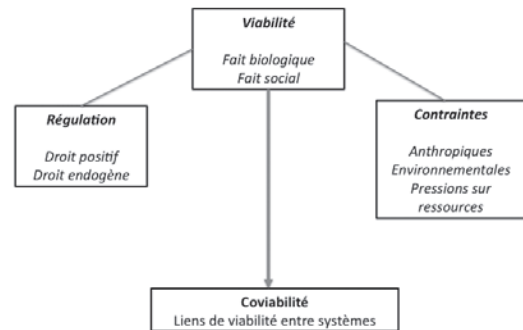 Viabilité
Fait biologique
Fait social
Régulation
Droit positif
Droit endogène
Contraintes
Anthropiques
Environnementales
Pressions sur
ressources
Coviabilité
Liens de viabilité entre systèmes